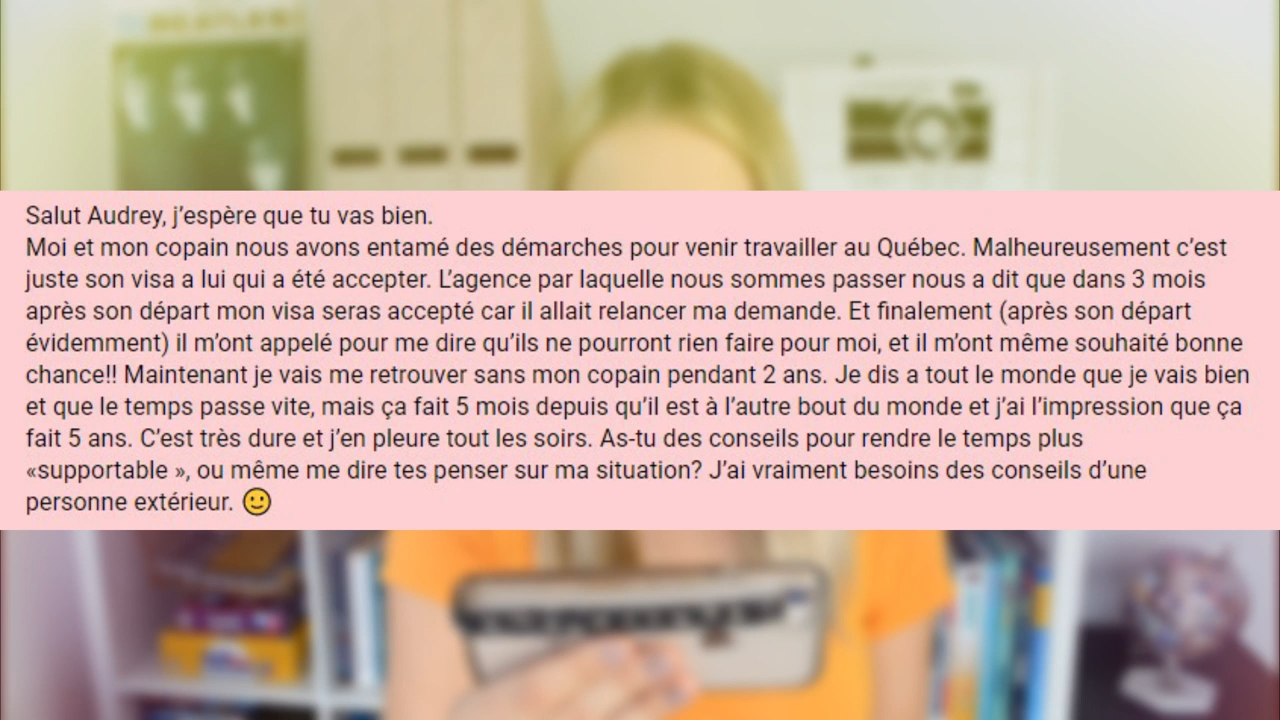 Salut Audrey, j'espère que tu vas bien.
Moi et mon copain nous avons entamé des démarches pour venir travailler au Québec. Malheureusement c'est
juste son visa a lui qui a été accepter. L'agence par laquelle nous sommes passer nous a dit que dans 3 mois
après son départ mon visa seras accepté car il allait relancer ma demande. Et finalement (après son départ
évidemment) il m'ont appelé pour me dire qu'ils ne pourront rien faire pour moi, et il m'ont même souhaité bonne
chance!! Maintenant je vais me retrouver sans mon copain pendant 2 ans. Je dis a tout le monde que je vais bien
et que le temps passe vite, mais ça fait 5 mois depuis qu'il est à l'autre bout du monde et j'ai l'impression que ça
fait 5 ans. C'est très dure et j'en pleure tout les soirs. As-tu des conseils pour rendre le temps plus
«supportable », ou même me dire tes penser sur ma situation? J'ai vraiment besoins des conseils d'une
personne extérieur. 🙂